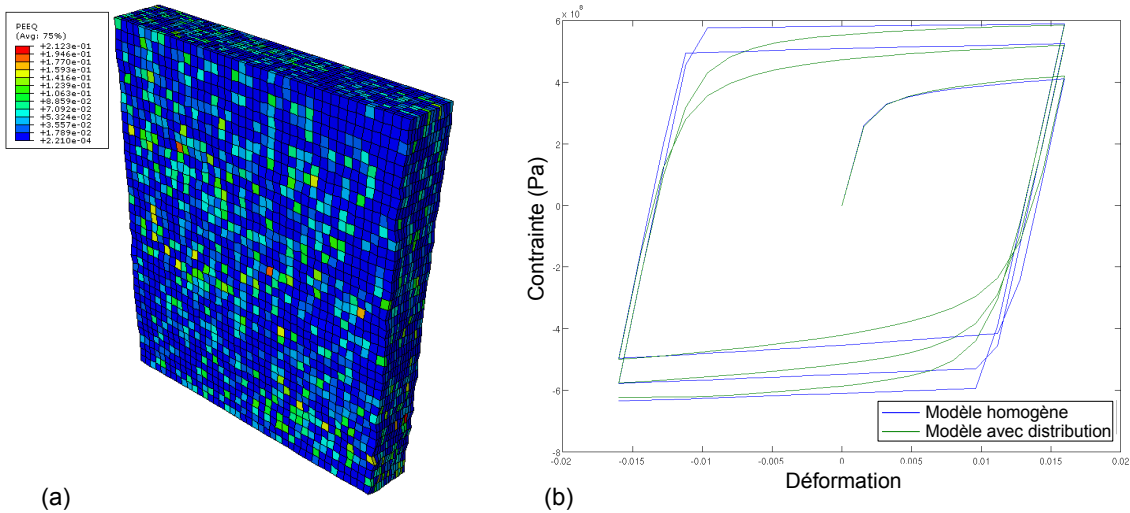 PEEQ
(Avg: 75%)
+2.123e-01
+1.946e-01
+1.770e-01
+1.593e-01
+1.416e-01
+1.239e-01
+1.063e-01
+8.859e-02
+7.092e-02
+5.324e-02
+3.557e-02
+1.789e-02
+2.210e-04
(a)
× 10⁸
6
4
2
0
-2
-4
-6
-8
Contrainte (Pa)
-0.02
-0.015
-0.01
-0.005
0
0.005
0.01
0.015
0.02
Déformation
Modèle homogène
Modèle avec distribution
(b)